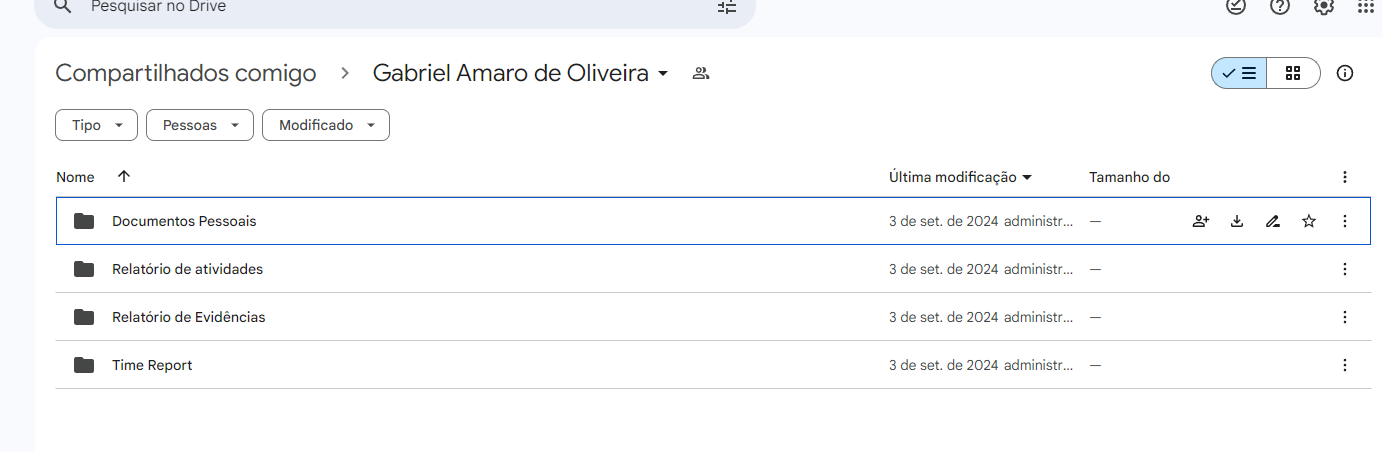 Pesquisar no Drive
Compartilhados comigo > Gabriel Amaro de Oliveira
Tipo Pessoas Modificado
Nome Última modificação Tamanho do
Documentos Pessoais 3 de set. de 2024 administr... —
Relatório de atividades 3 de set. de 2024 administr... —
Relatório de Evidências 3 de set. de 2024 administr... —
Time Report 3 de set. de 2024 administr... —